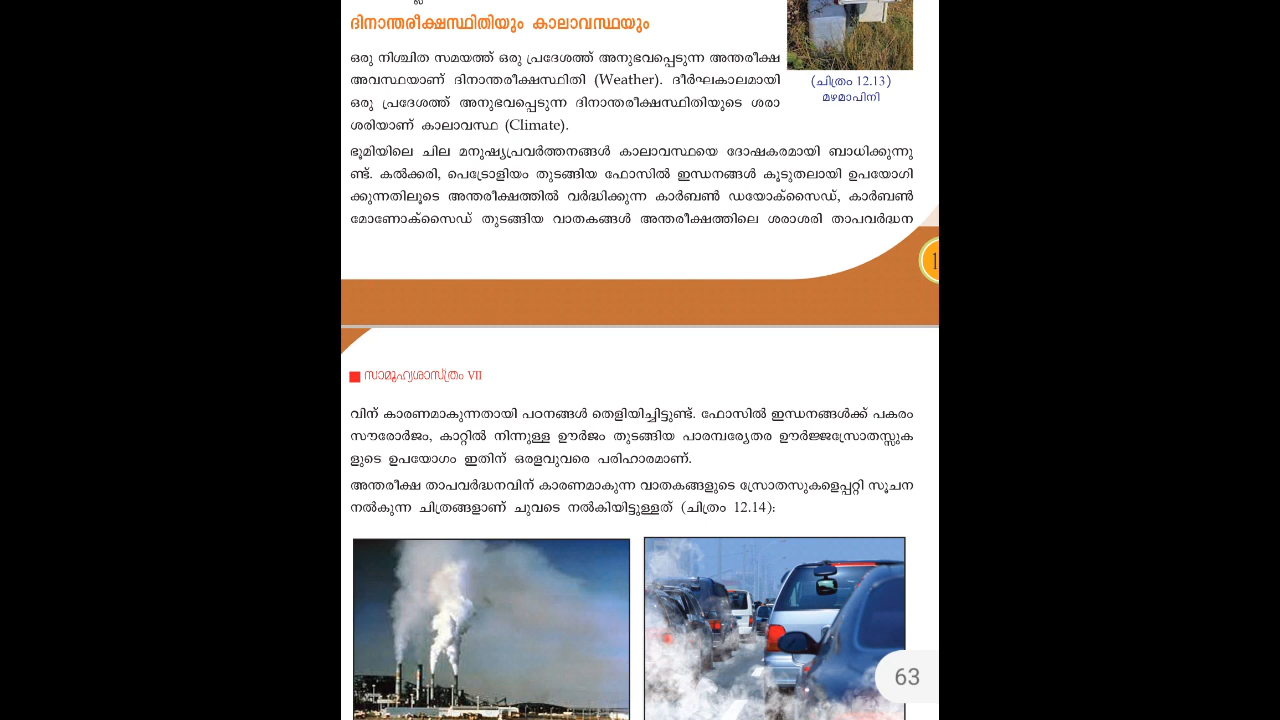 ദിനാന്തരീക്ഷസ്ഥിതിയും കാലാവസ്ഥയും
ഒരു നിശ്ചിത സമയത്ത് ഒരു പ്രദേശത്ത് അനുഭവപ്പെടുന്ന അന്തരീക്ഷ
അവസ്ഥയാണ് ദിനാന്തരീക്ഷസ്ഥിതി (Weather). ദീർഘകാലമായി
ഒരു പ്രദേശത്ത് അനുഭവപ്പെടുന്ന ദിനാന്തരീക്ഷസ്ഥിതിയുടെ ശരാ
ശരിയാണ് കാലാവസ്ഥ (Climate).
(ചിത്രം 12.13)
മഴമാപിനി
ഭൂമിയിലെ ചില മനുഷ്യപ്രവർത്തനങ്ങൾ കാലാവസ്ഥയെ ദോഷകരമായി ബാധിക്കുന്നു
ണ്ട്. കൽക്കരി, പെട്രോളിയം തുടങ്ങിയ ഫോസിൽ ഇന്ധനങ്ങൾ കൂടുതലായി ഉപയോഗി
ക്കുന്നതിലൂടെ അന്തരീക്ഷത്തിൽ വർദ്ധിക്കുന്ന കാർബൺ ഡയോക്സൈഡ്, കാർബൺ
മോണോക്സൈഡ് തുടങ്ങിയ വാതകങ്ങൾ അന്തരീക്ഷത്തിലെ ശരാശരി താപവർദ്ധന
സാമൂഹ്യശാസ്ത്രം VII
വിന് കാരണമാകുന്നതായി പഠനങ്ങൾ തെളിയിച്ചിട്ടുണ്ട്. ഫോസിൽ ഇന്ധനങ്ങൾക്ക് പകരം
സൗരോർജം, കാറ്റിൽ നിന്നുള്ള ഊർജം തുടങ്ങിയ പാരമ്പര്യേതര ഊർജ്ജസ്രോതസ്സുക
ളുടെ ഉപയോഗം ഇതിന് ഒരളവുവരെ പരിഹാരമാണ്.
അന്തരീക്ഷ താപവർദ്ധനവിന് കാരണമാകുന്ന വാതകങ്ങളുടെ സ്രോതസുകളെപ്പറ്റി സൂചന
നൽകുന്ന ചിത്രങ്ങളാണ് ചുവടെ നൽകിയിട്ടുള്ളത് (ചിത്രം 12.14):
63